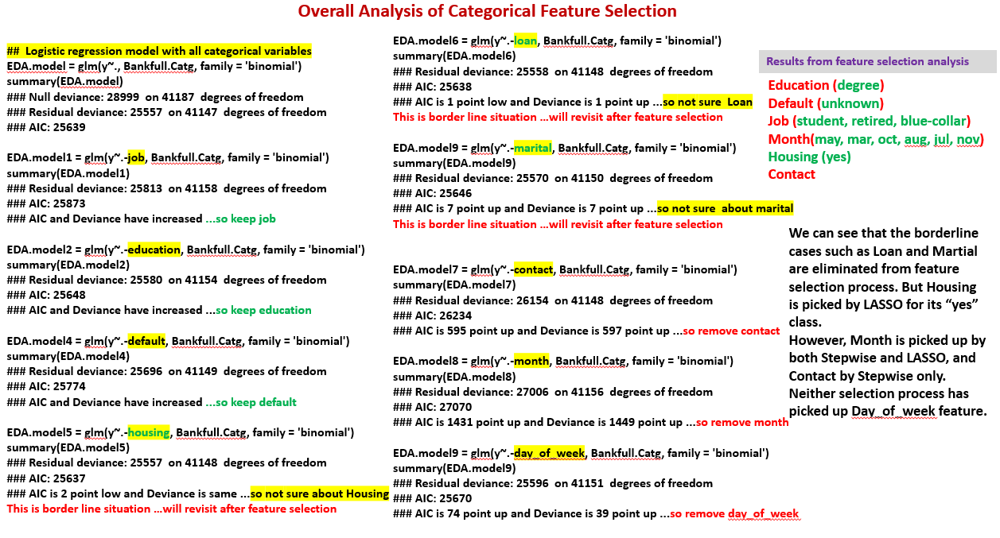 Overall Analysis of Categorical Feature Selection
## Logistic regression model with all categorical variables
EDA.model = glm(y~., Bankfull.Catg, family = 'binomial')
summary(EDA.model)
### Null deviance: 28999 on 41187 degrees of freedom
### Residual deviance: 25557 on 41147 degrees of freedom
### AIC: 25639
EDA.model1 = glm(y~.-job, Bankfull.Catg, family = 'binomial')
summary(EDA.model1)
### Residual deviance: 25813 on 41158 degrees of freedom
### AIC: 25873
### AIC and Deviance have increased ...so keep job
EDA.model2 = glm(y~.-education, Bankfull.Catg, family = 'binomial')
summary(EDA.model2)
### Residual deviance: 25580 on 41154 degrees of freedom
### AIC: 25648
### AIC and Deviance have increased ...so keep education
EDA.model4 = glm(y~.-default, Bankfull.Catg, family = 'binomial')
summary(EDA.model4)
### Residual deviance: 25696 on 41149 degrees of freedom
### AIC: 25774
### AIC and Deviance have increased ...so keep default
EDA.model5 = glm(y~.-housing, Bankfull.Catg, family = 'binomial')
summary(EDA.model5)
### Residual deviance: 25557 on 41148 degrees of freedom
### AIC: 25637
### AIC is 2 point low and Deviance is same ...so not sure about Housing
This is border line situation ...will revisit after feature selection
EDA.model6 = glm(y~.-loan, Bankfull.Catg, family = 'binomial')
summary(EDA.model6)
### Residual deviance: 25558 on 41148 degrees of freedom
### AIC: 25638
### AIC is 1 point low and Deviance is 1 point up ...so not sure Loan
This is border line situation ...will revisit after feature selection
EDA.model9 = glm(y~.-marital, Bankfull.Catg, family = 'binomial')
summary(EDA.model9)
### Residual deviance: 25570 on 41150 degrees of freedom
### AIC: 25646
### AIC is 7 point up and Deviance is 7 point up ...so not sure about marital
This is border line situation ...will revisit after feature selection
EDA.model7 = glm(y~.-contact, Bankfull.Catg, family = 'binomial')
summary(EDA.model7)
### Residual deviance: 26154 on 41148 degrees of freedom
### AIC: 26234
### AIC is 595 point up and Deviance is 597 point up ...so remove contact
EDA.model8 = glm(y~.-month, Bankfull.Catg, family = 'binomial')
summary(EDA.model8)
### Residual deviance: 27006 on 41156 degrees of freedom
### AIC: 27070
### AIC is 1431 point up and Deviance is 1449 point up ...so remove month
EDA.model9 = glm(y~.-day_of_week, Bankfull.Catg, family = 'binomial')
summary(EDA.model9)
### Residual deviance: 25596 on 41151 degrees of freedom
### AIC: 25670
### AIC is 74 point up and Deviance is 39 point up ...so remove day_of_week
Results from feature selection analysis
Education (degree)
Default (unknown)
Job (student, retired, blue-collar)
Month(may, mar, oct, aug, jul, nov)
Housing (yes)
Contact
We can see that the borderline
cases such as Loan and Martial
are eliminated from feature
selection process. But Housing
is picked by LASSO for its “yes”
class.
However, Month is picked up by
both Stepwise and LASSO, and
Contact by Stepwise only.
Neither selection process has
picked up Day_of_week feature.